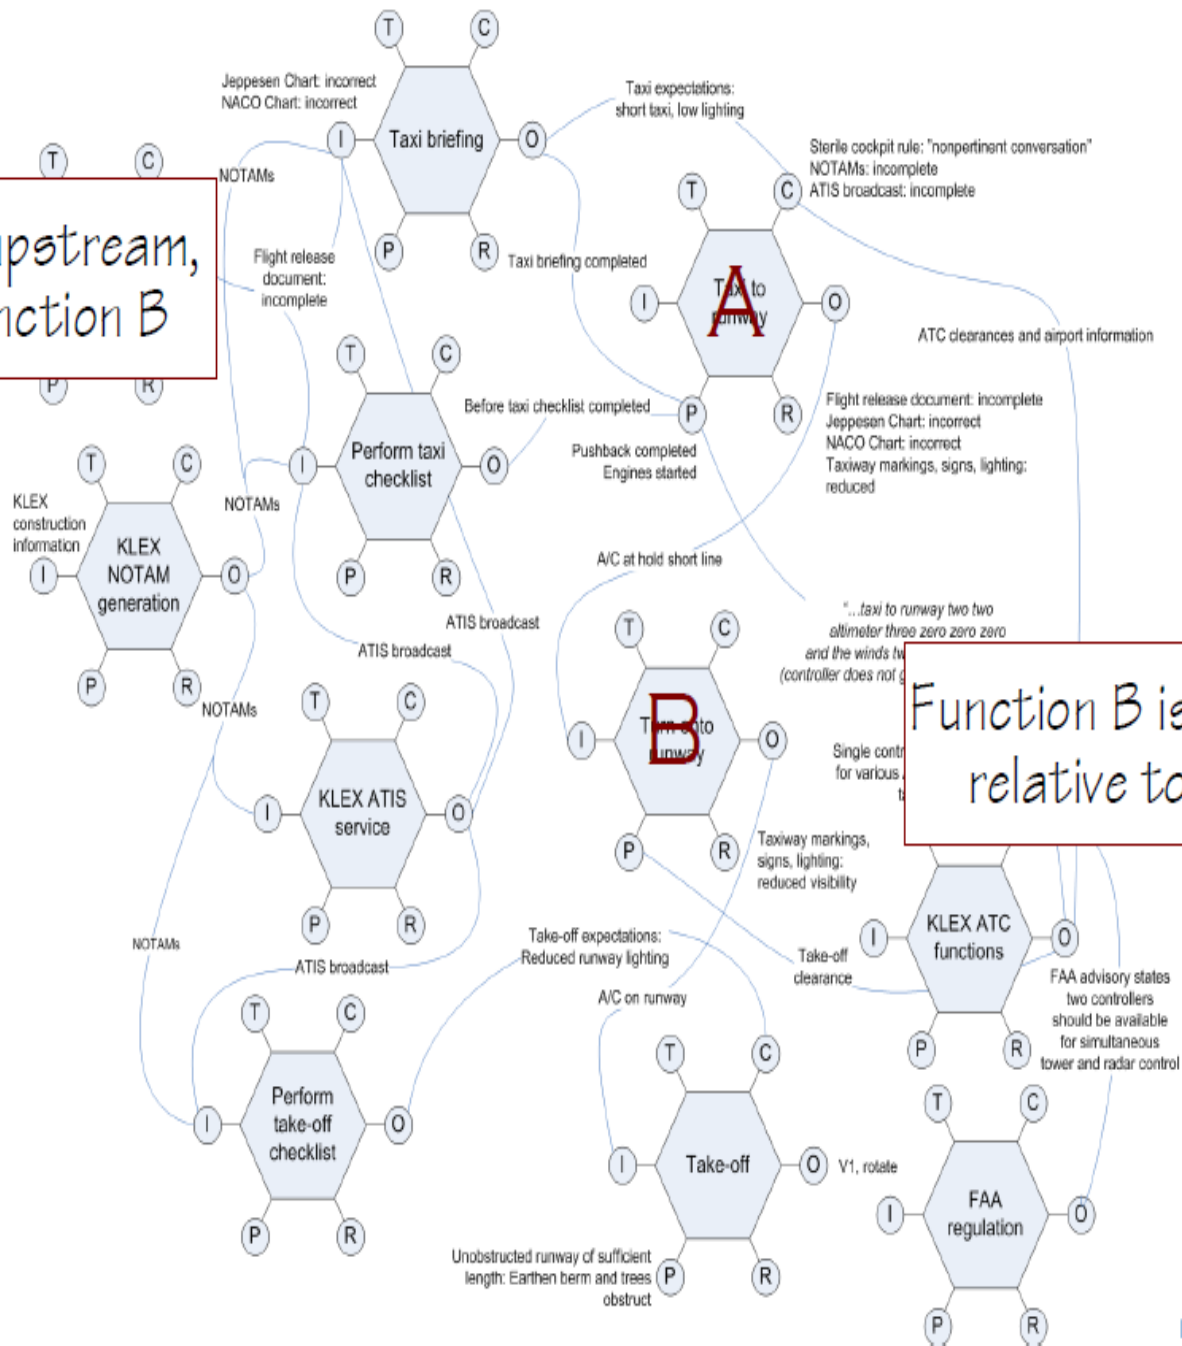 T
C
Jeppesen Chart: incorrect
NACO Chart: incorrect
I
Taxi briefing
O
P
R
Taxi expectations:
short taxi, low lighting
Sterile cockpit rule: "nonpertinent conversation"
NOTAMs: incomplete
ATIS broadcast: incomplete
T
C
NOTAMs
upstream,
nction B
P
R
Flight release
document:
incomplete
Taxi briefing completed
T
C
I
Taxi to
runway
A
O
P
R
ATC clearances and airport information
Flight release document: incomplete
Jeppesen Chart: incorrect
NACO Chart: incorrect
Taxiway markings, signs, lighting:
reduced
Before taxi checklist completed
Pushback completed
Engines started
T
C
I
Perform taxi
checklist
O
P
R
T
C
KLEX
construction
information
I
KLEX
NOTAM
generation
O
P
R
NOTAMs
A/C at hold short line
ATIS broadcast
ATIS broadcast
"...taxi to runway two two
altimeter three zero zero zero
and the winds tw
(controller does not g
NOTAMs
T
C
I
Turn onto
runway
B
O
P
R
Function B is
relative to
Single contr
for various
T
C
I
KLEX ATIS
service
O
P
R
Taxiway markings,
signs, lighting:
reduced visibility
I
KLEX ATC
functions
O
P
R
NOTAMs
ATIS broadcast
Take-off expectations:
Reduced runway lighting
Take-off
clearance
A/C on runway
FAA advisory states
two controllers
should be available
for simultaneous
tower and radar control
T
C
I
Perform
take-off
checklist
O
P
R
T
C
I
Take-off
O
V1, rotate
P
R
Unobstructed runway of sufficient
length: Earthen berm and trees
obstruct
T
C
I
FAA
regulation
O
P
R